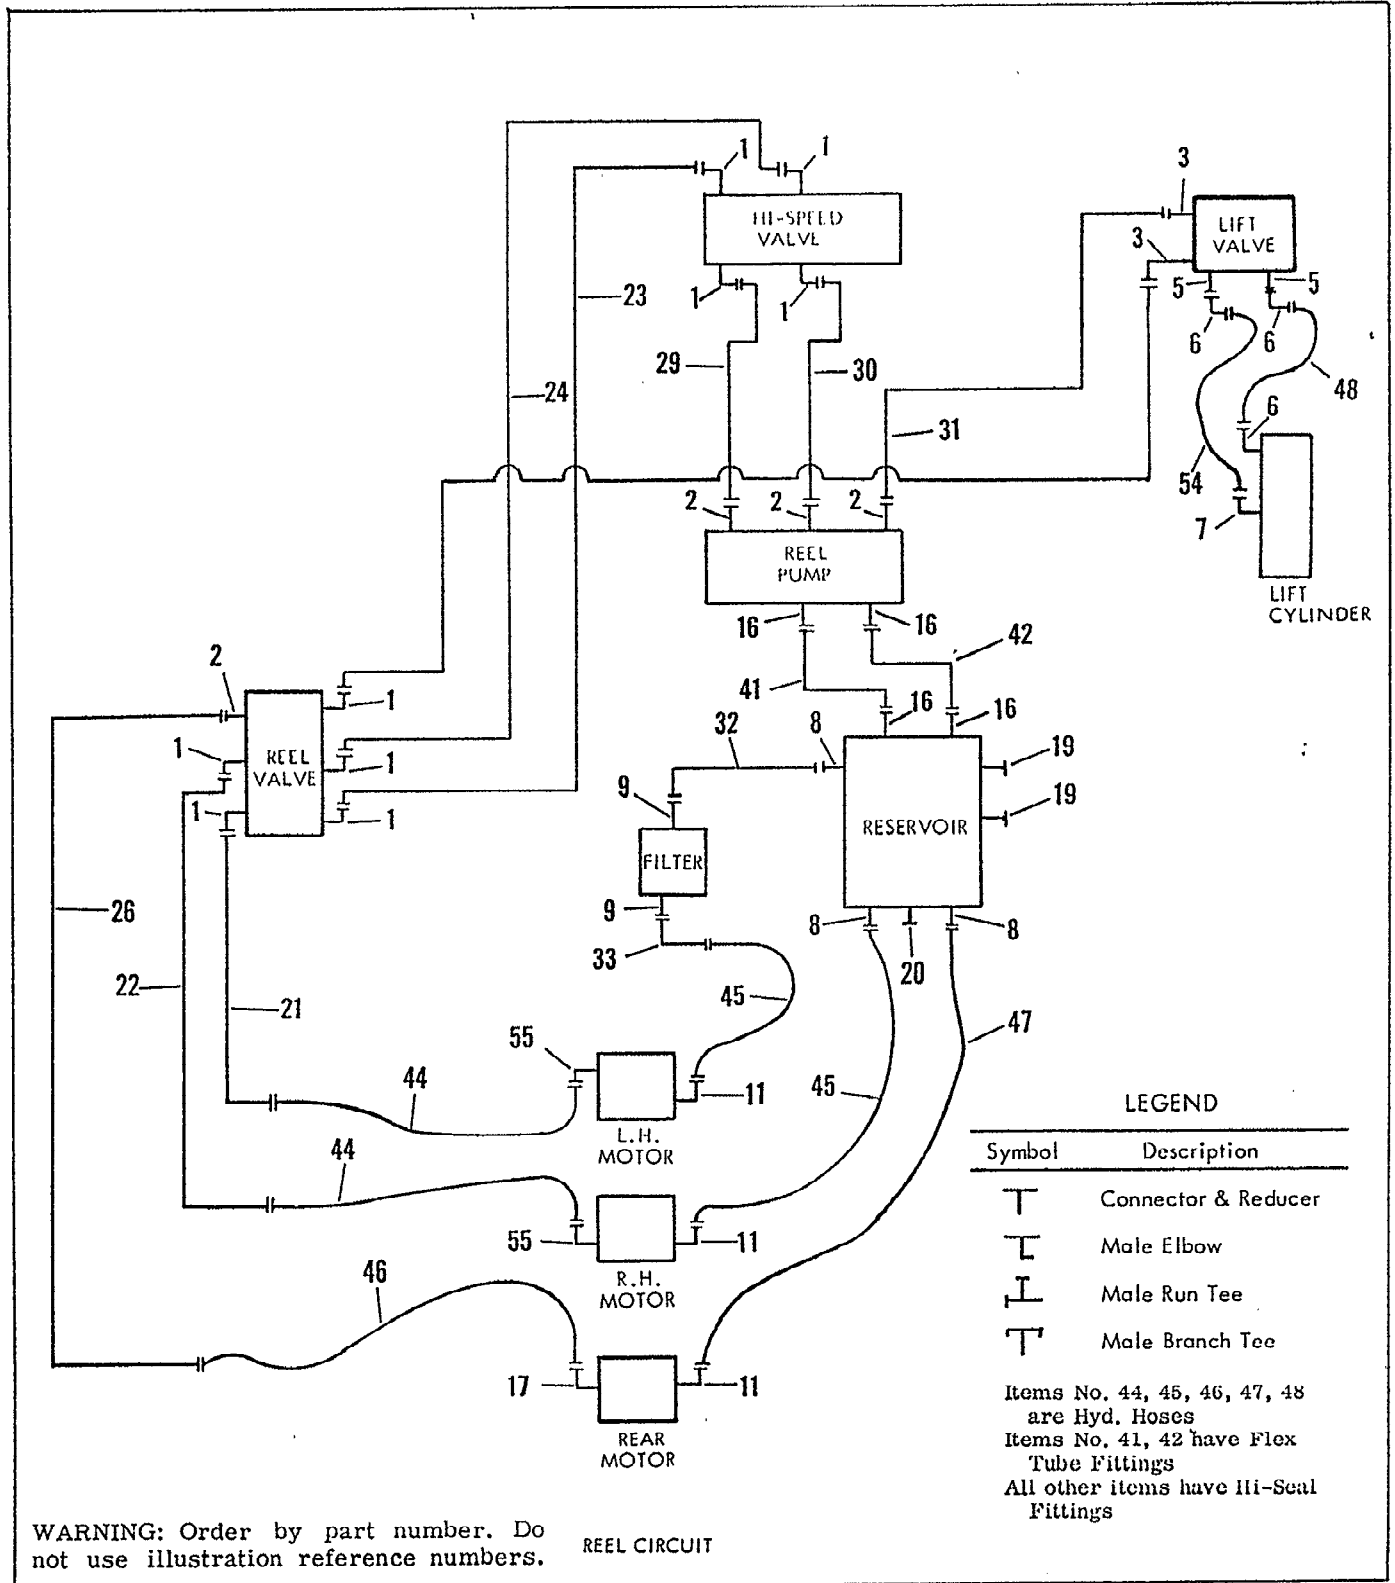 1
1
3
HI-SPEED
VALVE
LIFT
VALVE
3
5
5
1
1
23
6
6
29
30
24
48
6
31
54
2
2
2
7
REEL
PUMP
LIFT
CYLINDER
16
16
42
2
41
1
16
16
32
8
19
1
REEL
VALVE
1
9
19
1
1
RESERVOIR
FILTER
26
9
8
8
33
20
22
21
45
47
55
44
11
45
L.H.
MOTOR
44
55
11
R.H.
MOTOR
46
17
11
REAR
MOTOR
LEGEND
Symbol Description
Connector & Reducer
Male Elbow
Male Run Tee
Male Branch Tee
Items No. 44, 45, 46, 47, 48
are Hyd. Hoses
Items No. 41, 42 have Flex
Tube Fittings
All other items have Hi-Seal
Fittings
WARNING: Order by part number. Do
not use illustration reference numbers.
REEL CIRCUIT